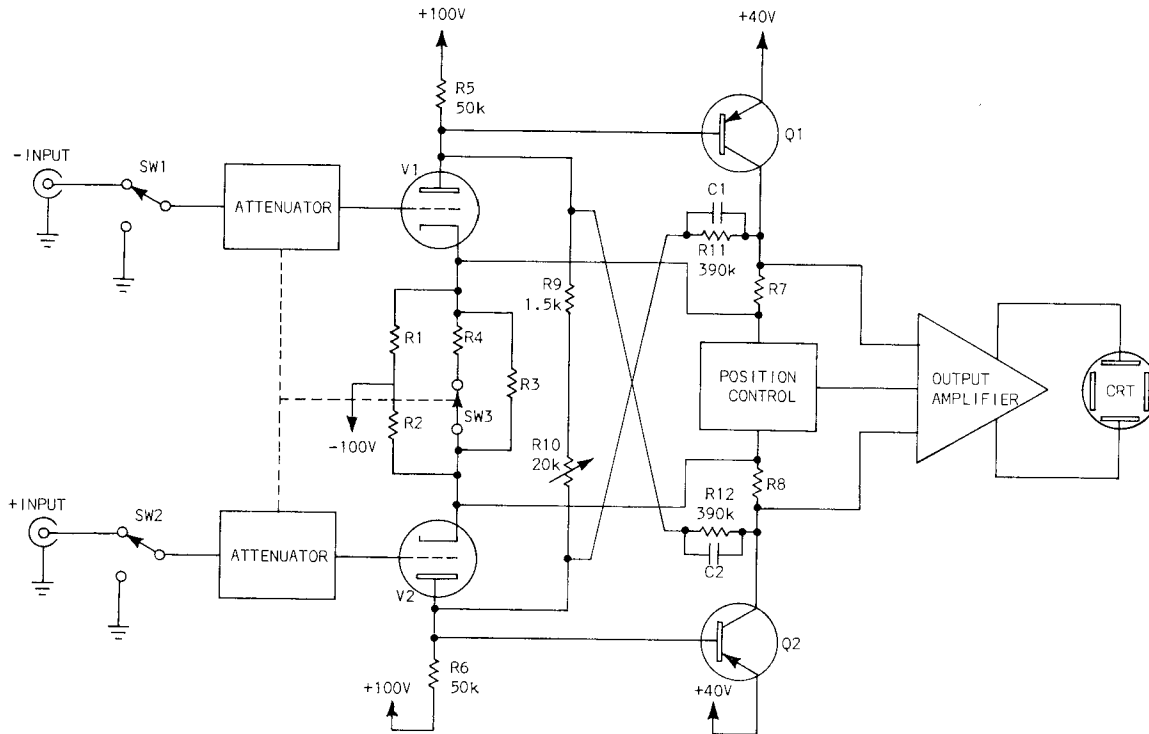 +100V
+40V
R5
50k
Q1
-INPUT
SW1
ATTENUATOR
V1
C1
R11
390k
R9
1.5k
R7
R1
R4
R3
POSITION
CONTROL
OUTPUT
AMPLIFIER
CRT
-100V
R2
SW3
R10
20k
R8
+INPUT
SW2
ATTENUATOR
R12
390k
C2
V2
Q2
R6
50k
+100V
+40V